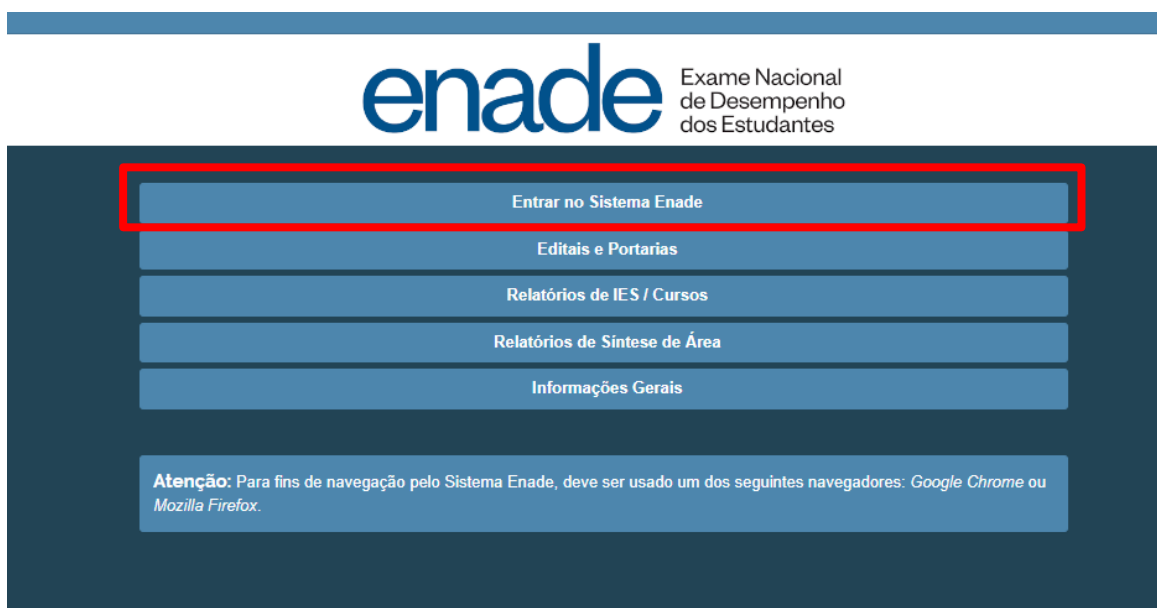 enade
Exame Nacional
de Desempenho
dos Estudantes
Entrar no Sistema Enade
Editais e Portarias
Relatórios de IES / Cursos
Relatórios de Síntese de Área
Informações Gerais
Atenção: Para fins de navegação pelo Sistema Enade, deve ser usado um dos seguintes navegadores: Google Chrome ou
Mozilla Firefox.